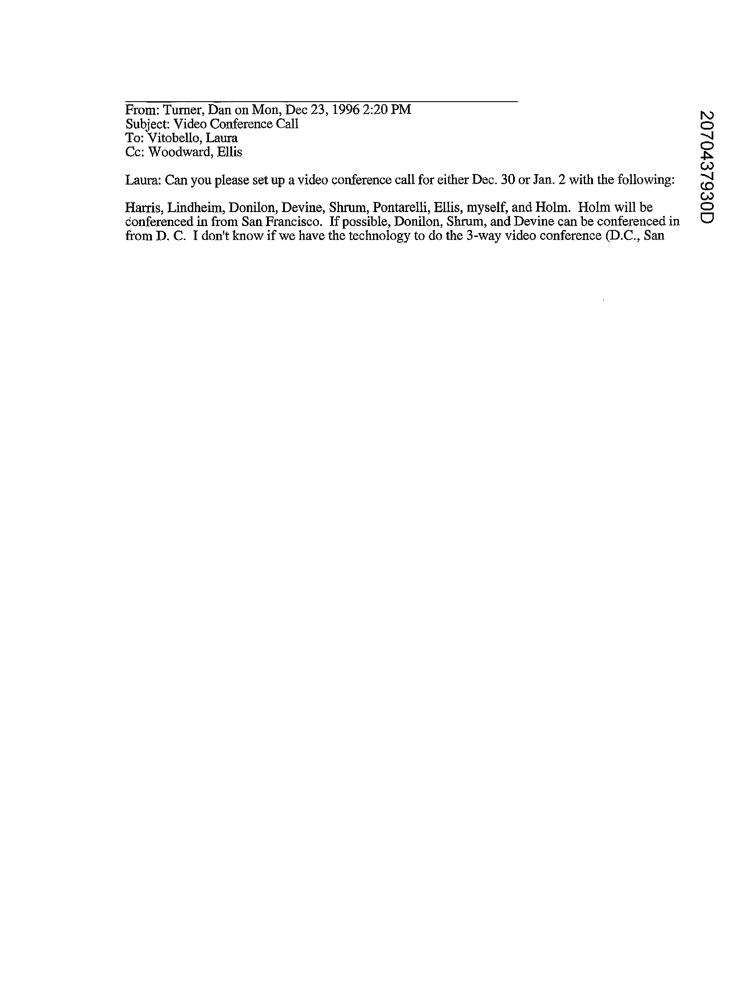 From: Turner, Dan on Mon, Dec 23, 1996 2:20 PM
Subject: Video Conference Call
To: Vitobello, Laura
Cc: Woodward, Ellis
Laura: Can you please set up a video conference call for either Dec. 30 or Jan. 2 with the following:
Harris, Lindheim, Donilon, Devine, Shrum, Pontarelli, Ellis, myself, and Holm.  Holm will be
conferenced in from San Francisco.  If possible, Donilon, Shrum, and Devine can be conferenced in
from D. C.  I don't know if we have the technology to do the 3-way video conference (D.C., San
2070437930D